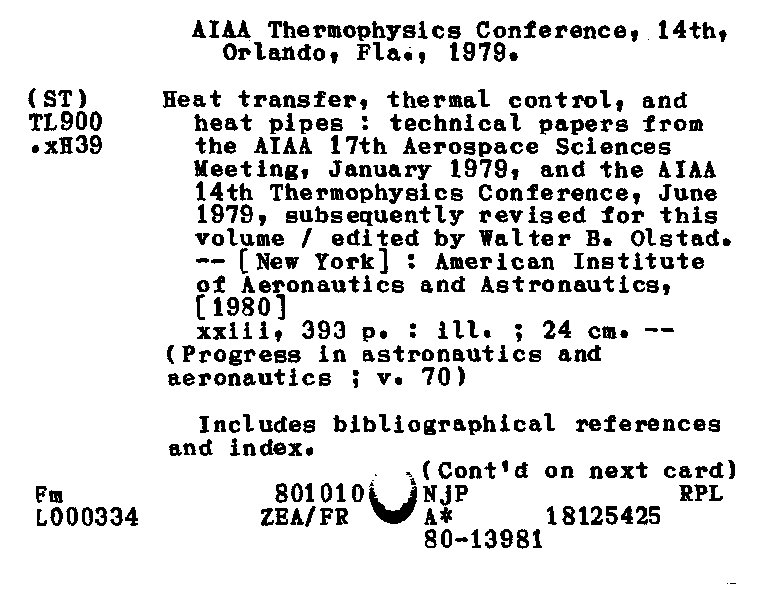 AIAA Thermophysics Conference, 14th,
Orlando, Fla., 1979.
(ST) Heat transfer, thermal control, and
TL900 heat pipes : technical papers from
.xH39 the AIAA 17th Aerospace Sciences
Meeting, January 1979, and the AIAA
14th Thermophysics Conference, June
1979, subsequently revised for this
volume / edited by Walter B. Olstad.
-- [New York] : American Institute
of Aeronautics and Astronautics,
[1980]
xxiii, 393 p. : ill. ; 24 cm. --
(Progress in astronautics and
aeronautics ; v. 70)
Includes bibliographical references
and index.
(Cont'd on next card)
Fm 801010 NjP RPL
L000334 ZEA/FR A* 18125425
80-13981